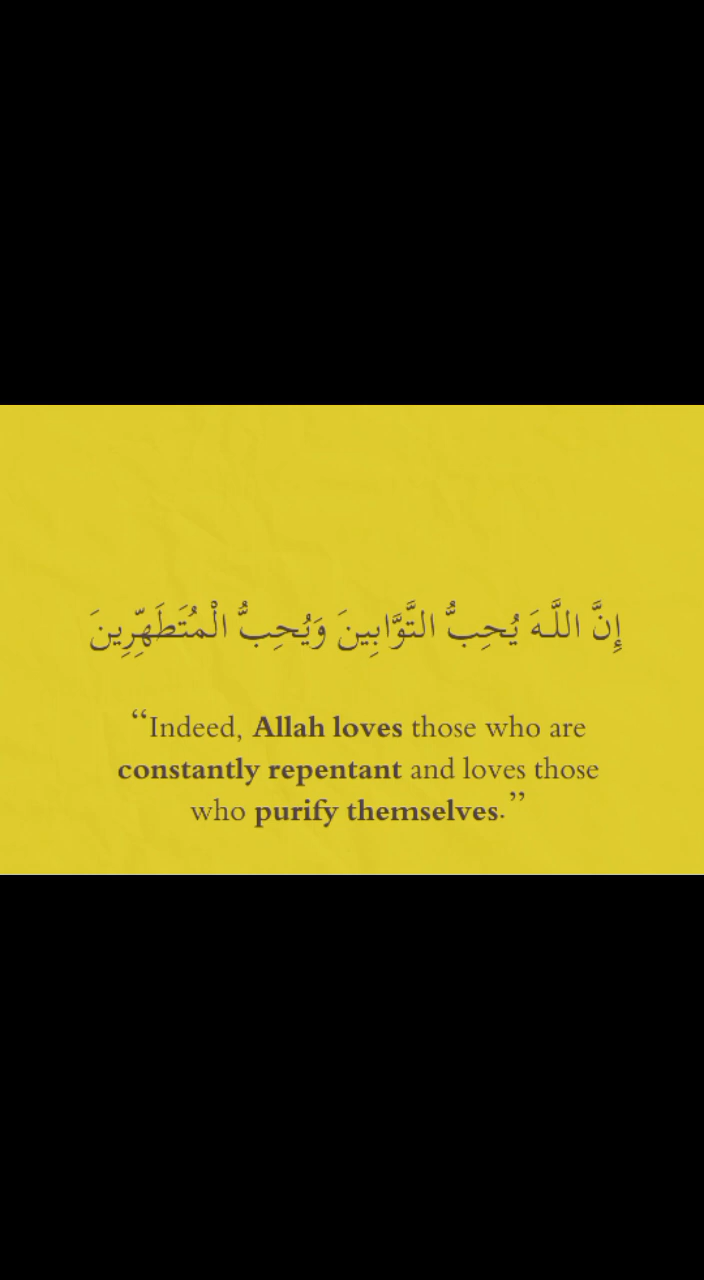 إِنَّ اللَّـهَ يُحِبُّ التَّوَّابِينَ وَيُحِبُّ الْمُتَطَهِّرِينَ
“Indeed, Allah loves those who are
constantly repentant and loves those
who purify themselves.”